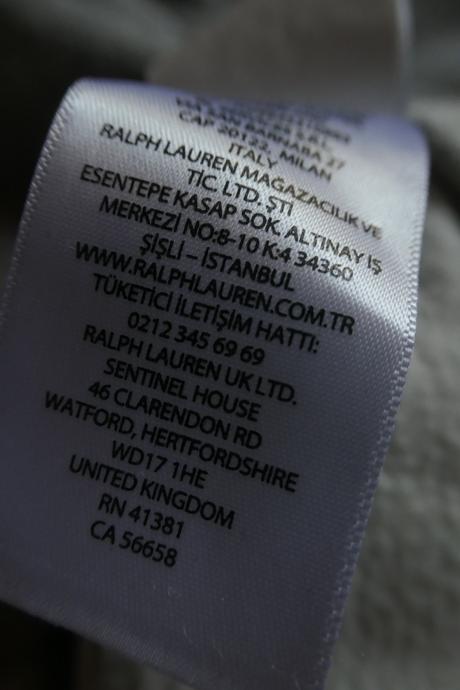 CAP 20122, MILAN
ITALY
RALPH LAUREN MAGAZACILIK VE
TİC. LTD. ŞTİ
ESENTEPE KASAP SOK. ALTINAY İŞ
MERKEZİ NO:8-10 K:4 34360
ŞİŞLİ – İSTANBUL
WWW.RALPHLAUREN.COM.TR
TÜKETİCİ İLETİŞİM HATTI:
0212 345 69 69
RALPH LAUREN UK LTD.
SENTINEL HOUSE
46 CLARENDON RD
WATFORD, HERTFORDSHIRE
WD17 1HE
UNITED KINGDOM
RN 41381
CA 56658